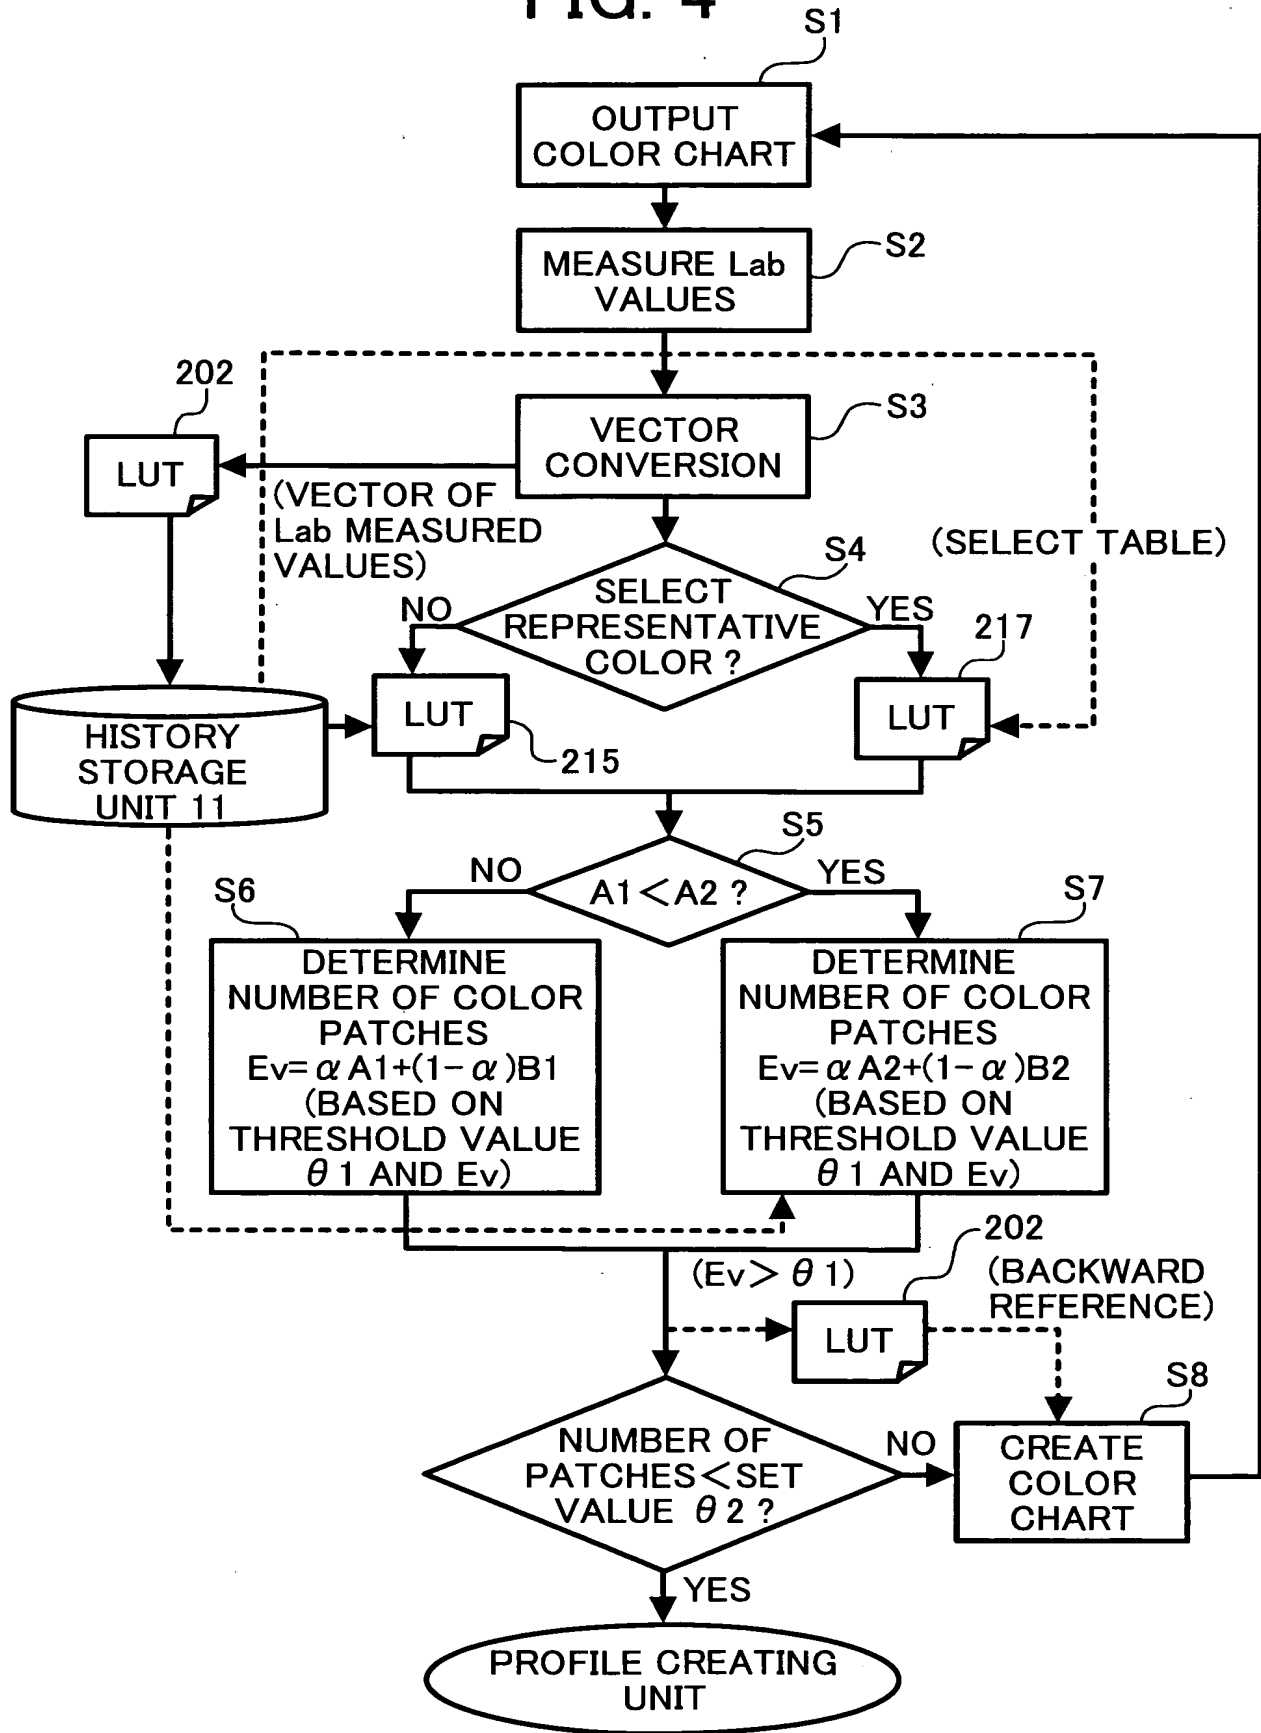 FIG. 4
S1
OUTPUT
COLOR CHART
S2
MEASURE Lab
VALUES
202
S3
VECTOR
CONVERSION
LUT
(VECTOR OF
Lab MEASURED
VALUES)
(SELECT TABLE)
S4
SELECT
REPRESENTATIVE
COLOR ?
NO
YES
217
LUT
LUT
215
HISTORY
STORAGE
UNIT 11
S5
A1<A2 ?
NO
YES
S6
DETERMINE
NUMBER OF COLOR
PATCHES
Ev=αA1+(1-α)B1
(BASED ON
THRESHOLD VALUE
θ1 AND Ev)
S7
DETERMINE
NUMBER OF COLOR
PATCHES
Ev=αA2+(1-α)B2
(BASED ON
THRESHOLD VALUE
θ1 AND Ev)
(Ev> θ1)
202
LUT
(BACKWARD
REFERENCE)
S8
NUMBER OF
PATCHES<SET
VALUE θ2 ?
NO
CREATE
COLOR
CHART
YES
PROFILE CREATING
UNIT